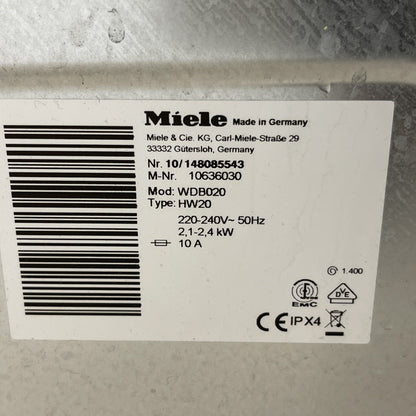 Miele Made in Germany
Miele & Cie. KG, Carl-Miele-Straße 29
33332 Gütersloh, Germany
Nr. 10/148085543
M-Nr. 10636030
Mod: WDB020
Type: HW20
220-240V~ 50Hz
2,1-2,4 kW
10 A
1.400
EMC
DVE
CE IPX4